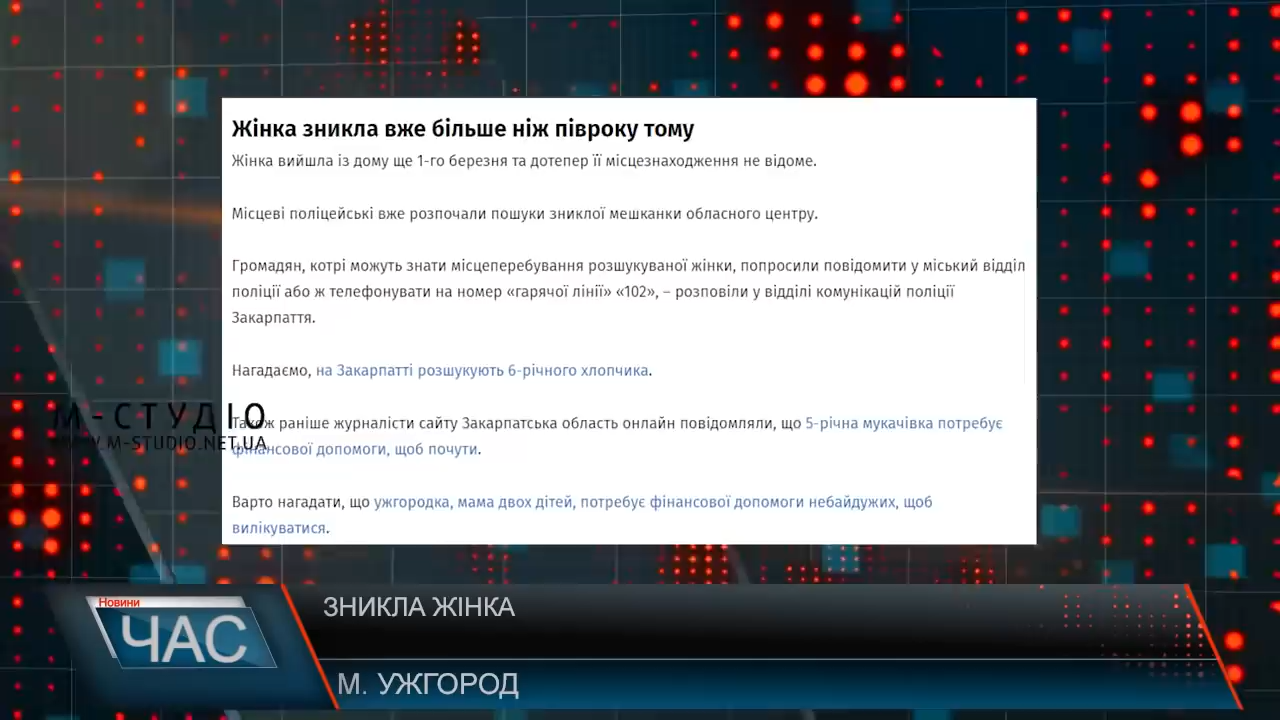 Жінка зникла вже більше ніж півроку тому
Жінка вийшла із дому ще 1-го березня та дотепер її місцезнаходження не відоме.
Місцеві поліцейські вже розпочали пошуки зниклої мешканки обласного центру.
Громадян, котрі можуть знати місцеперебування розшукуваної жінки, попросили повідомити у міський відділ
поліції або ж телефонувати на номер «гарячої лінії» «102», – розповіли у відділі комунікацій поліції
Закарпаття.
Нагадаємо, на Закарпатті розшукують 6-річного хлопчика.
М-СТУДІО
Також раніше журналісти сайту Закарпатська область онлайн повідомляли, що 5-річна мукачівка потребує
WWW.M-STUDIO.NET.UA
фінансової допомоги, щоб почути.
Варто нагадати, що ужгородка, мама двох дітей, потребує фінансової допомоги небайдужих, щоб
вилікуватися.
Новини
ЧАС
ЗНИКЛА ЖІНКА
М. УЖГОРОД